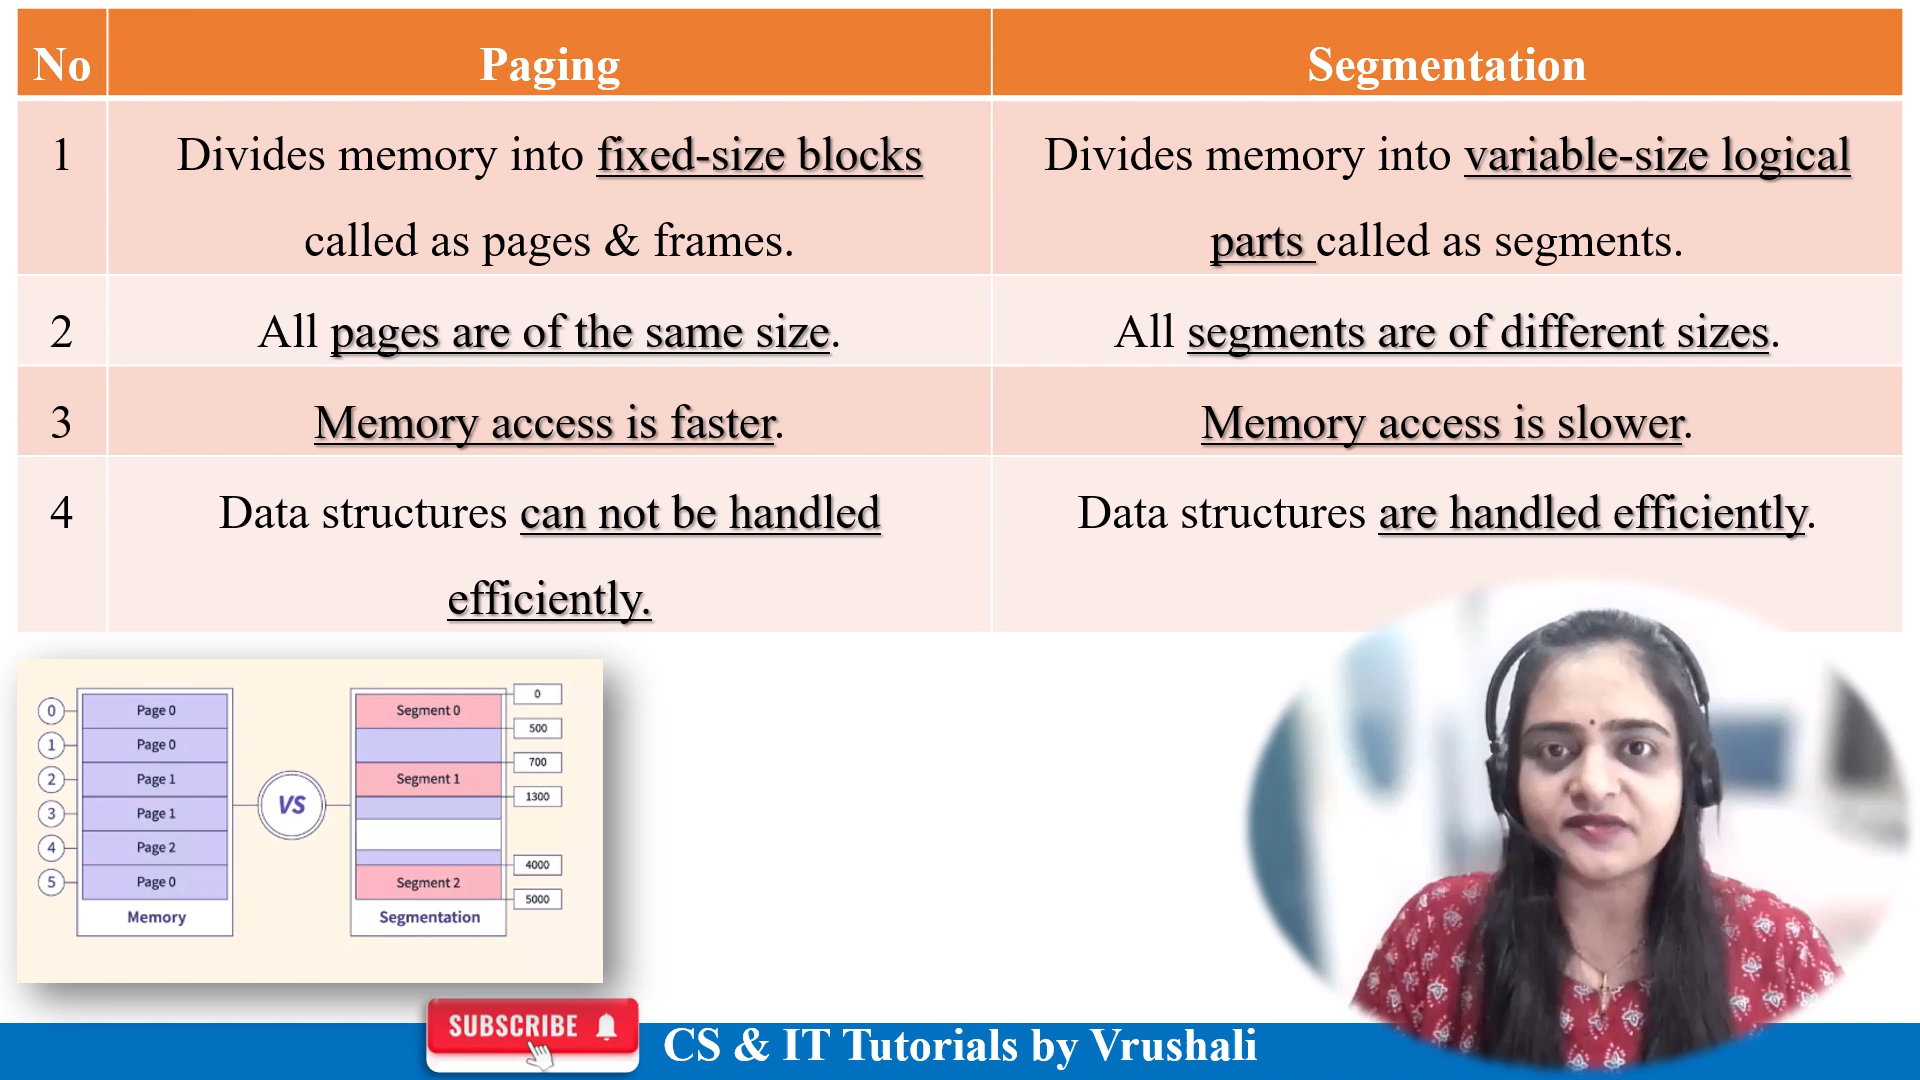 No
Paging
Segmentation
1
Divides memory into fixed-size blocks
called as pages & frames.
Divides memory into variable-size logical
parts called as segments.
2
All pages are of the same size.
All segments are of different sizes.
3
Memory access is faster.
Memory access is slower.
4
Data structures can not be handled
efficiently.
Data structures are handled efficiently.
0
Page 0
1
Page 0
2
Page 1
3
Page 1
4
Page 2
5
Page 0
Memory
VS
Segment 0
Segment 1
Segment 2
Segmentation
0
500
700
1300
4000
5000
SUBSCRIBE
CS & IT Tutorials by Vrushali